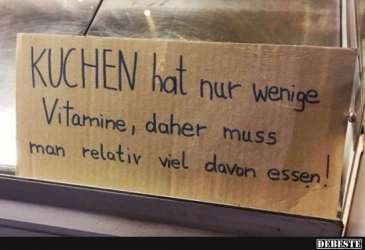 KUCHEN hat nur wenige
Vitamine, daher muss
man relativ viel davon essen!
DEBESTE